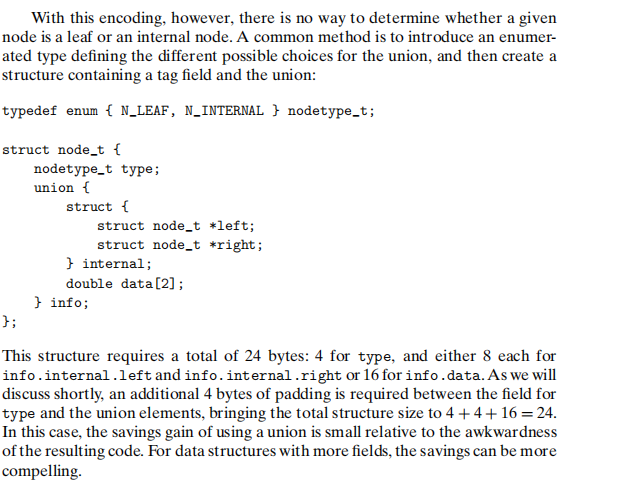 With this encoding, however, there is no way to determine whether a given
node is a leaf or an internal node. A common method is to introduce an enumer-
ated type defining the different possible choices for the union, and then create a
structure containing a tag field and the union:
typedef enum { N_LEAF, N_INTERNAL } nodetype_t;
struct node_t {
    nodetype_t type;
    union {
        struct {
            struct node_t *left;
            struct node_t *right;
        } internal;
        double data[2];
    } info;
};
This structure requires a total of 24 bytes: 4 for type, and either 8 each for
info.internal.left and info.internal.right or 16 for info.data. As we will
discuss shortly, an additional 4 bytes of padding is required between the field for
type and the union elements, bringing the total structure size to 4 + 4 + 16 = 24.
In this case, the savings gain of using a union is small relative to the awkwardness
of the resulting code. For data structures with more fields, the savings can be more
compelling.